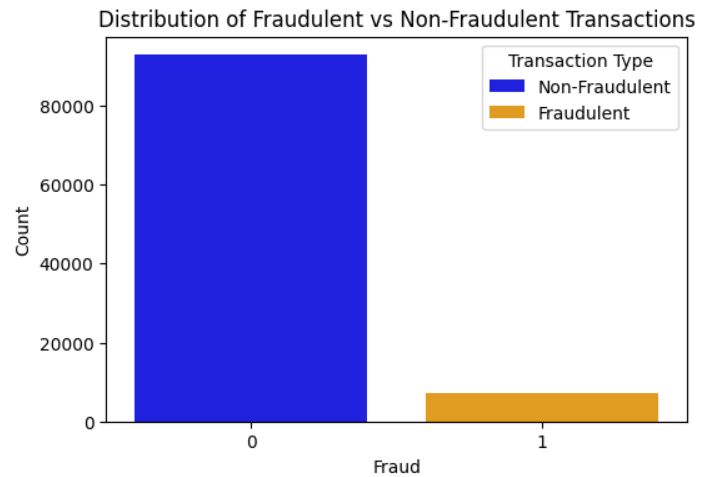 Distribution of Fraudulent vs Non-Fraudulent Transactions
Transaction Type
Non-Fraudulent
Fraudulent
80000
60000
40000
20000
0
Count
0 1
Fraud